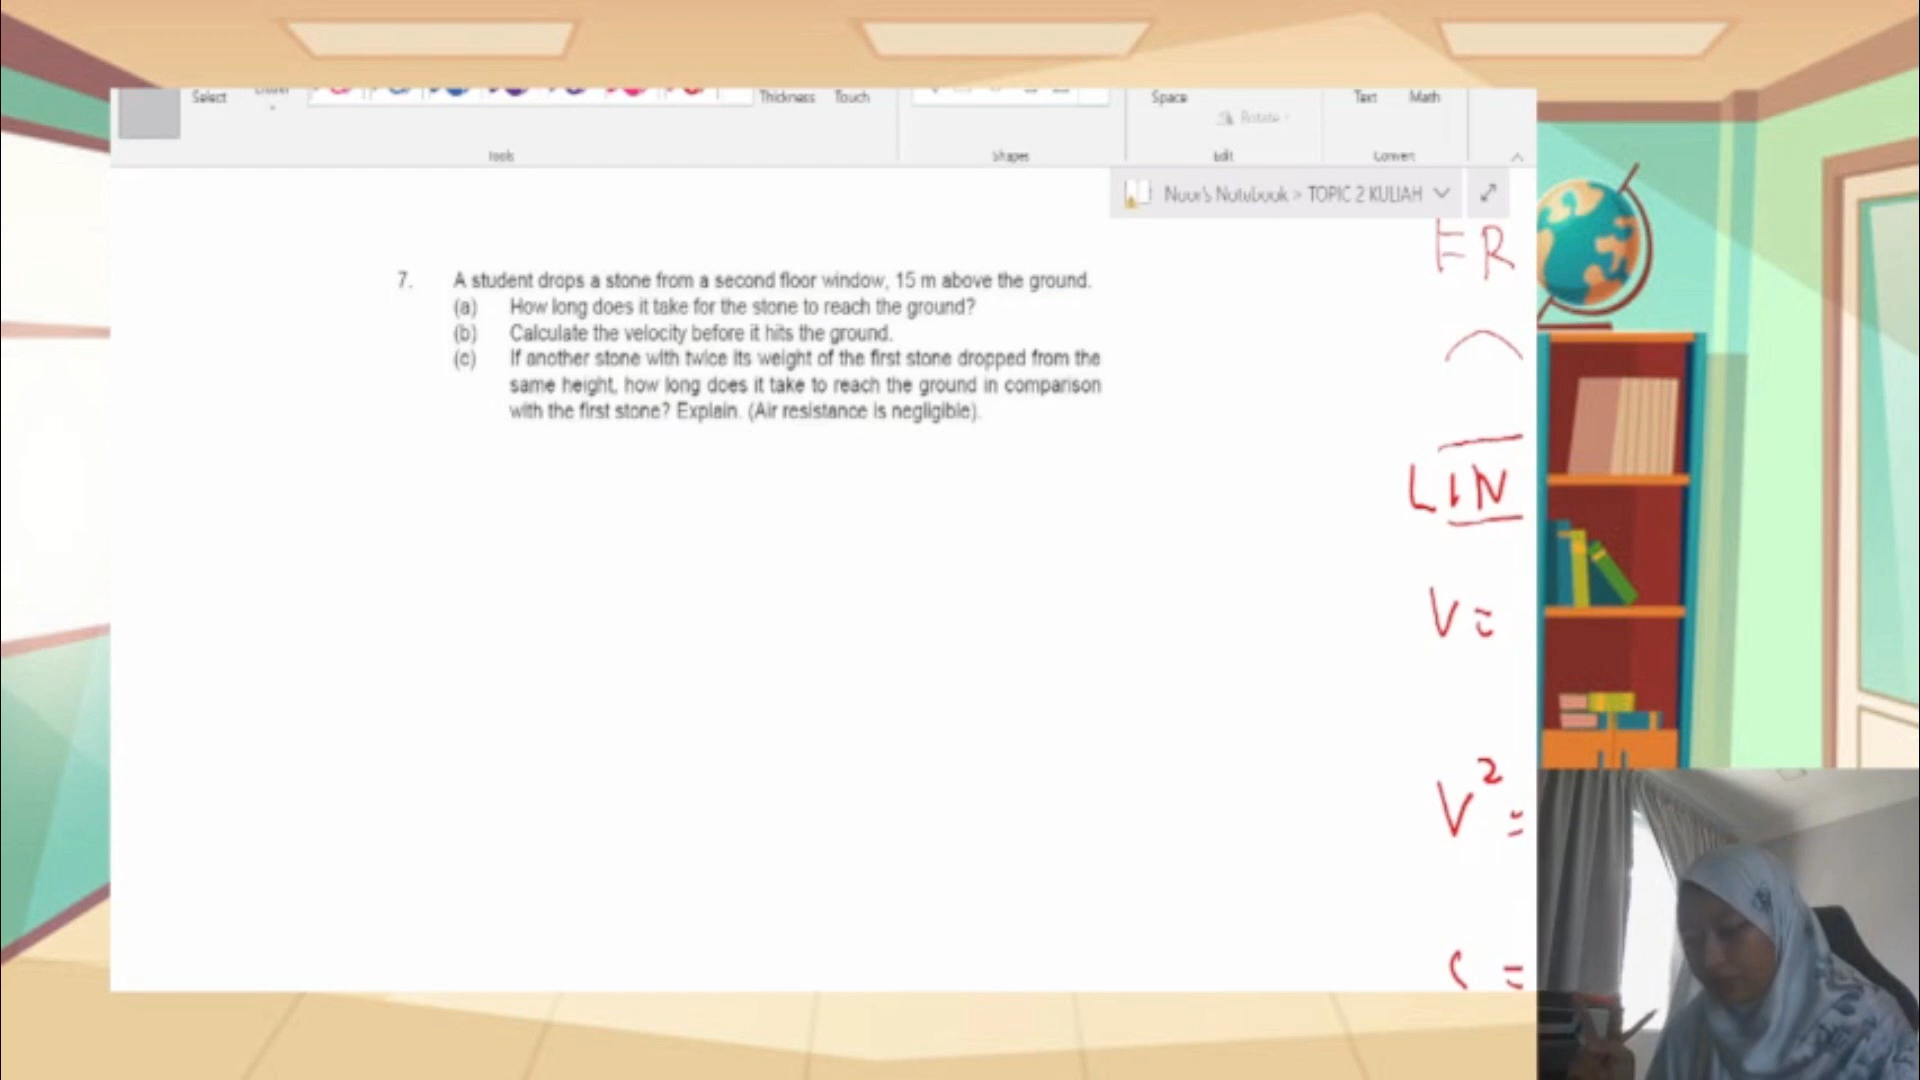 Select
Thickness Touch
Space
Text Math
Rotate
Tools
Shapes
Edit
Convert
Noor's Notebook > TOPIC 2 KULIAH
7. A student drops a stone from a second floor window, 15 m above the ground.
(a) How long does it take for the stone to reach the ground?
(b) Calculate the velocity before it hits the ground.
(c) If another stone with twice its weight of the first stone dropped from the
same height, how long does it take to reach the ground in comparison
with the first stone? Explain. (Air resistance is negligible).
FR
LIN
V=
V²=